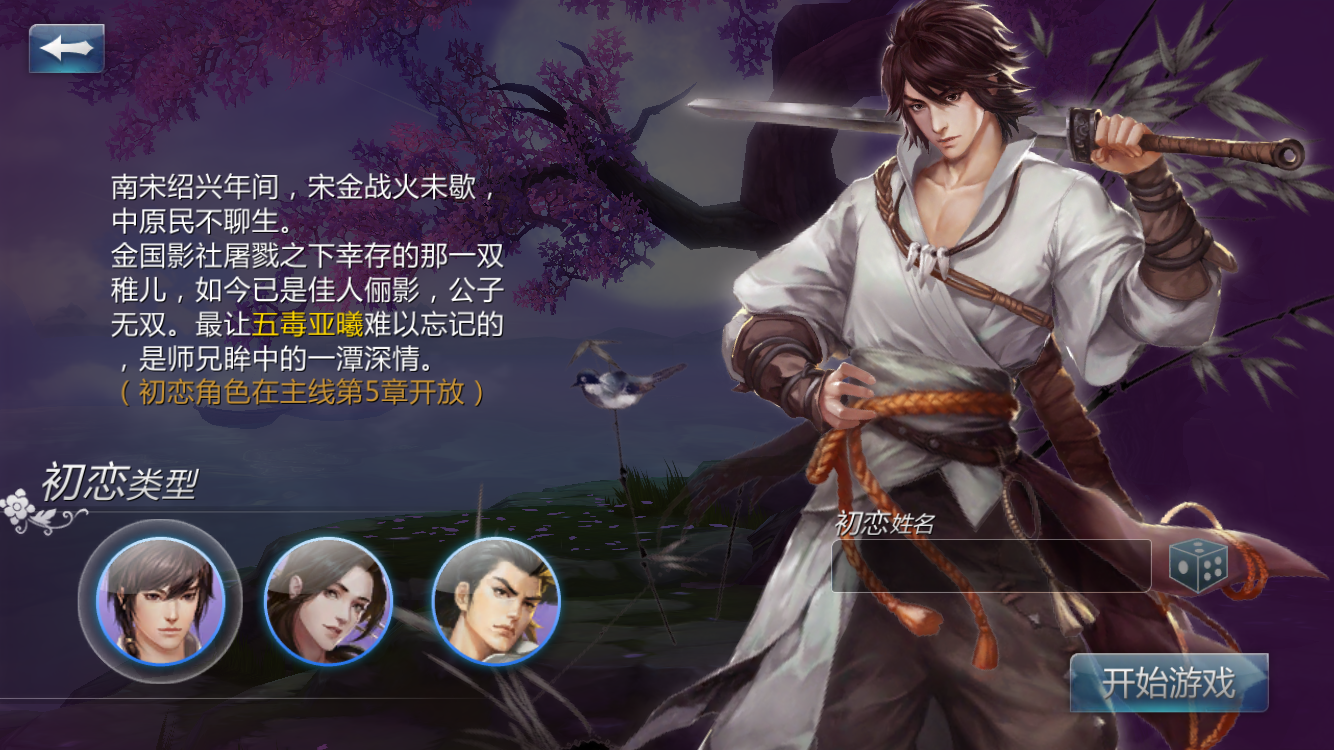 南宋绍兴年间，宋金战火未歇，
中原民不聊生。
金国影社屠戮之下幸存的那一双
稚儿，如今已是佳人俪影，公子
无双。最让五毒亚曦难以忘记的
，是师兄眸中的一潭深情。
（初恋角色在主线第5章开放）
初恋类型
初恋姓名
开始游戏